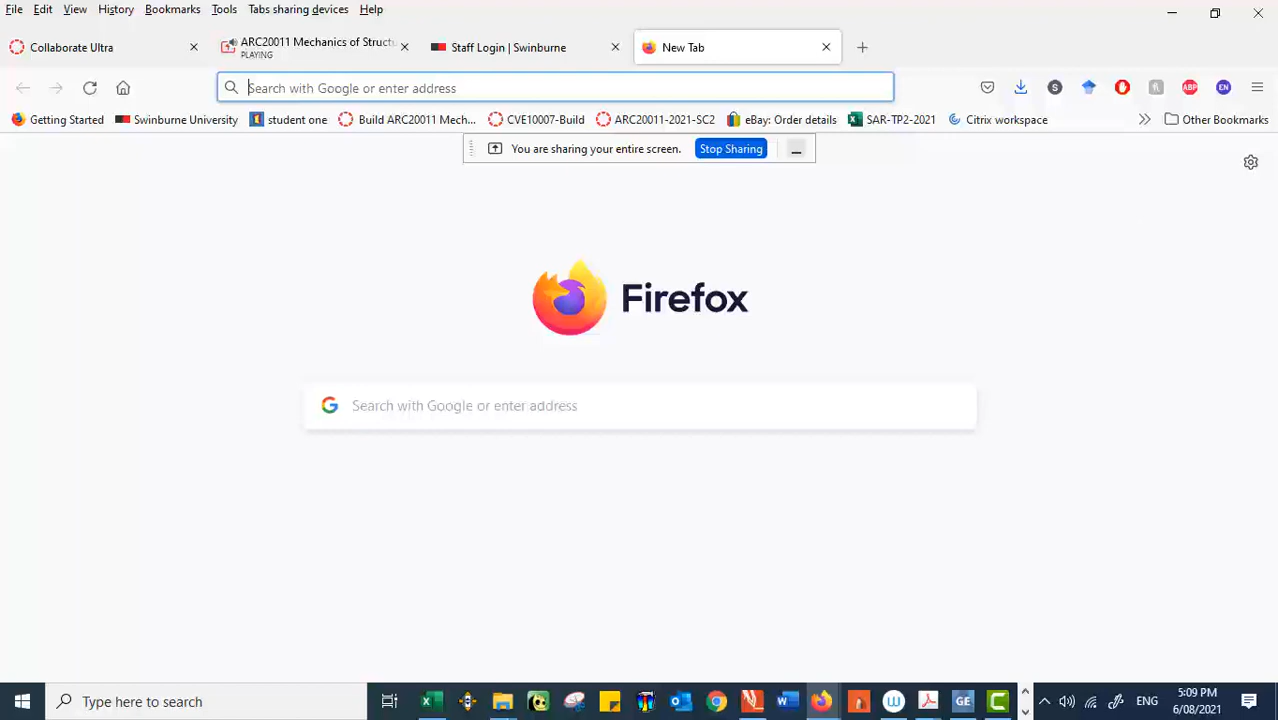 File Edit View History Bookmarks Tools Tabs sharing devices Help
Collaborate Ultra
ARC20011 Mechanics of Struct
PLAYING
Staff Login | Swinburne
New Tab
Search with Google or enter address
S
ABP
EN
Getting Started
Swinburne University
student one
Build ARC20011 Mech...
CVE10007-Build
ARC20011-2021-SC2
eBay: Order details
SAR-TP2-2021
Citrix workspace
Other Bookmarks
You are sharing your entire screen.
Stop Sharing
Firefox
Search with Google or enter address
Type here to search
GE
ENG
5:09 PM
6/08/2021